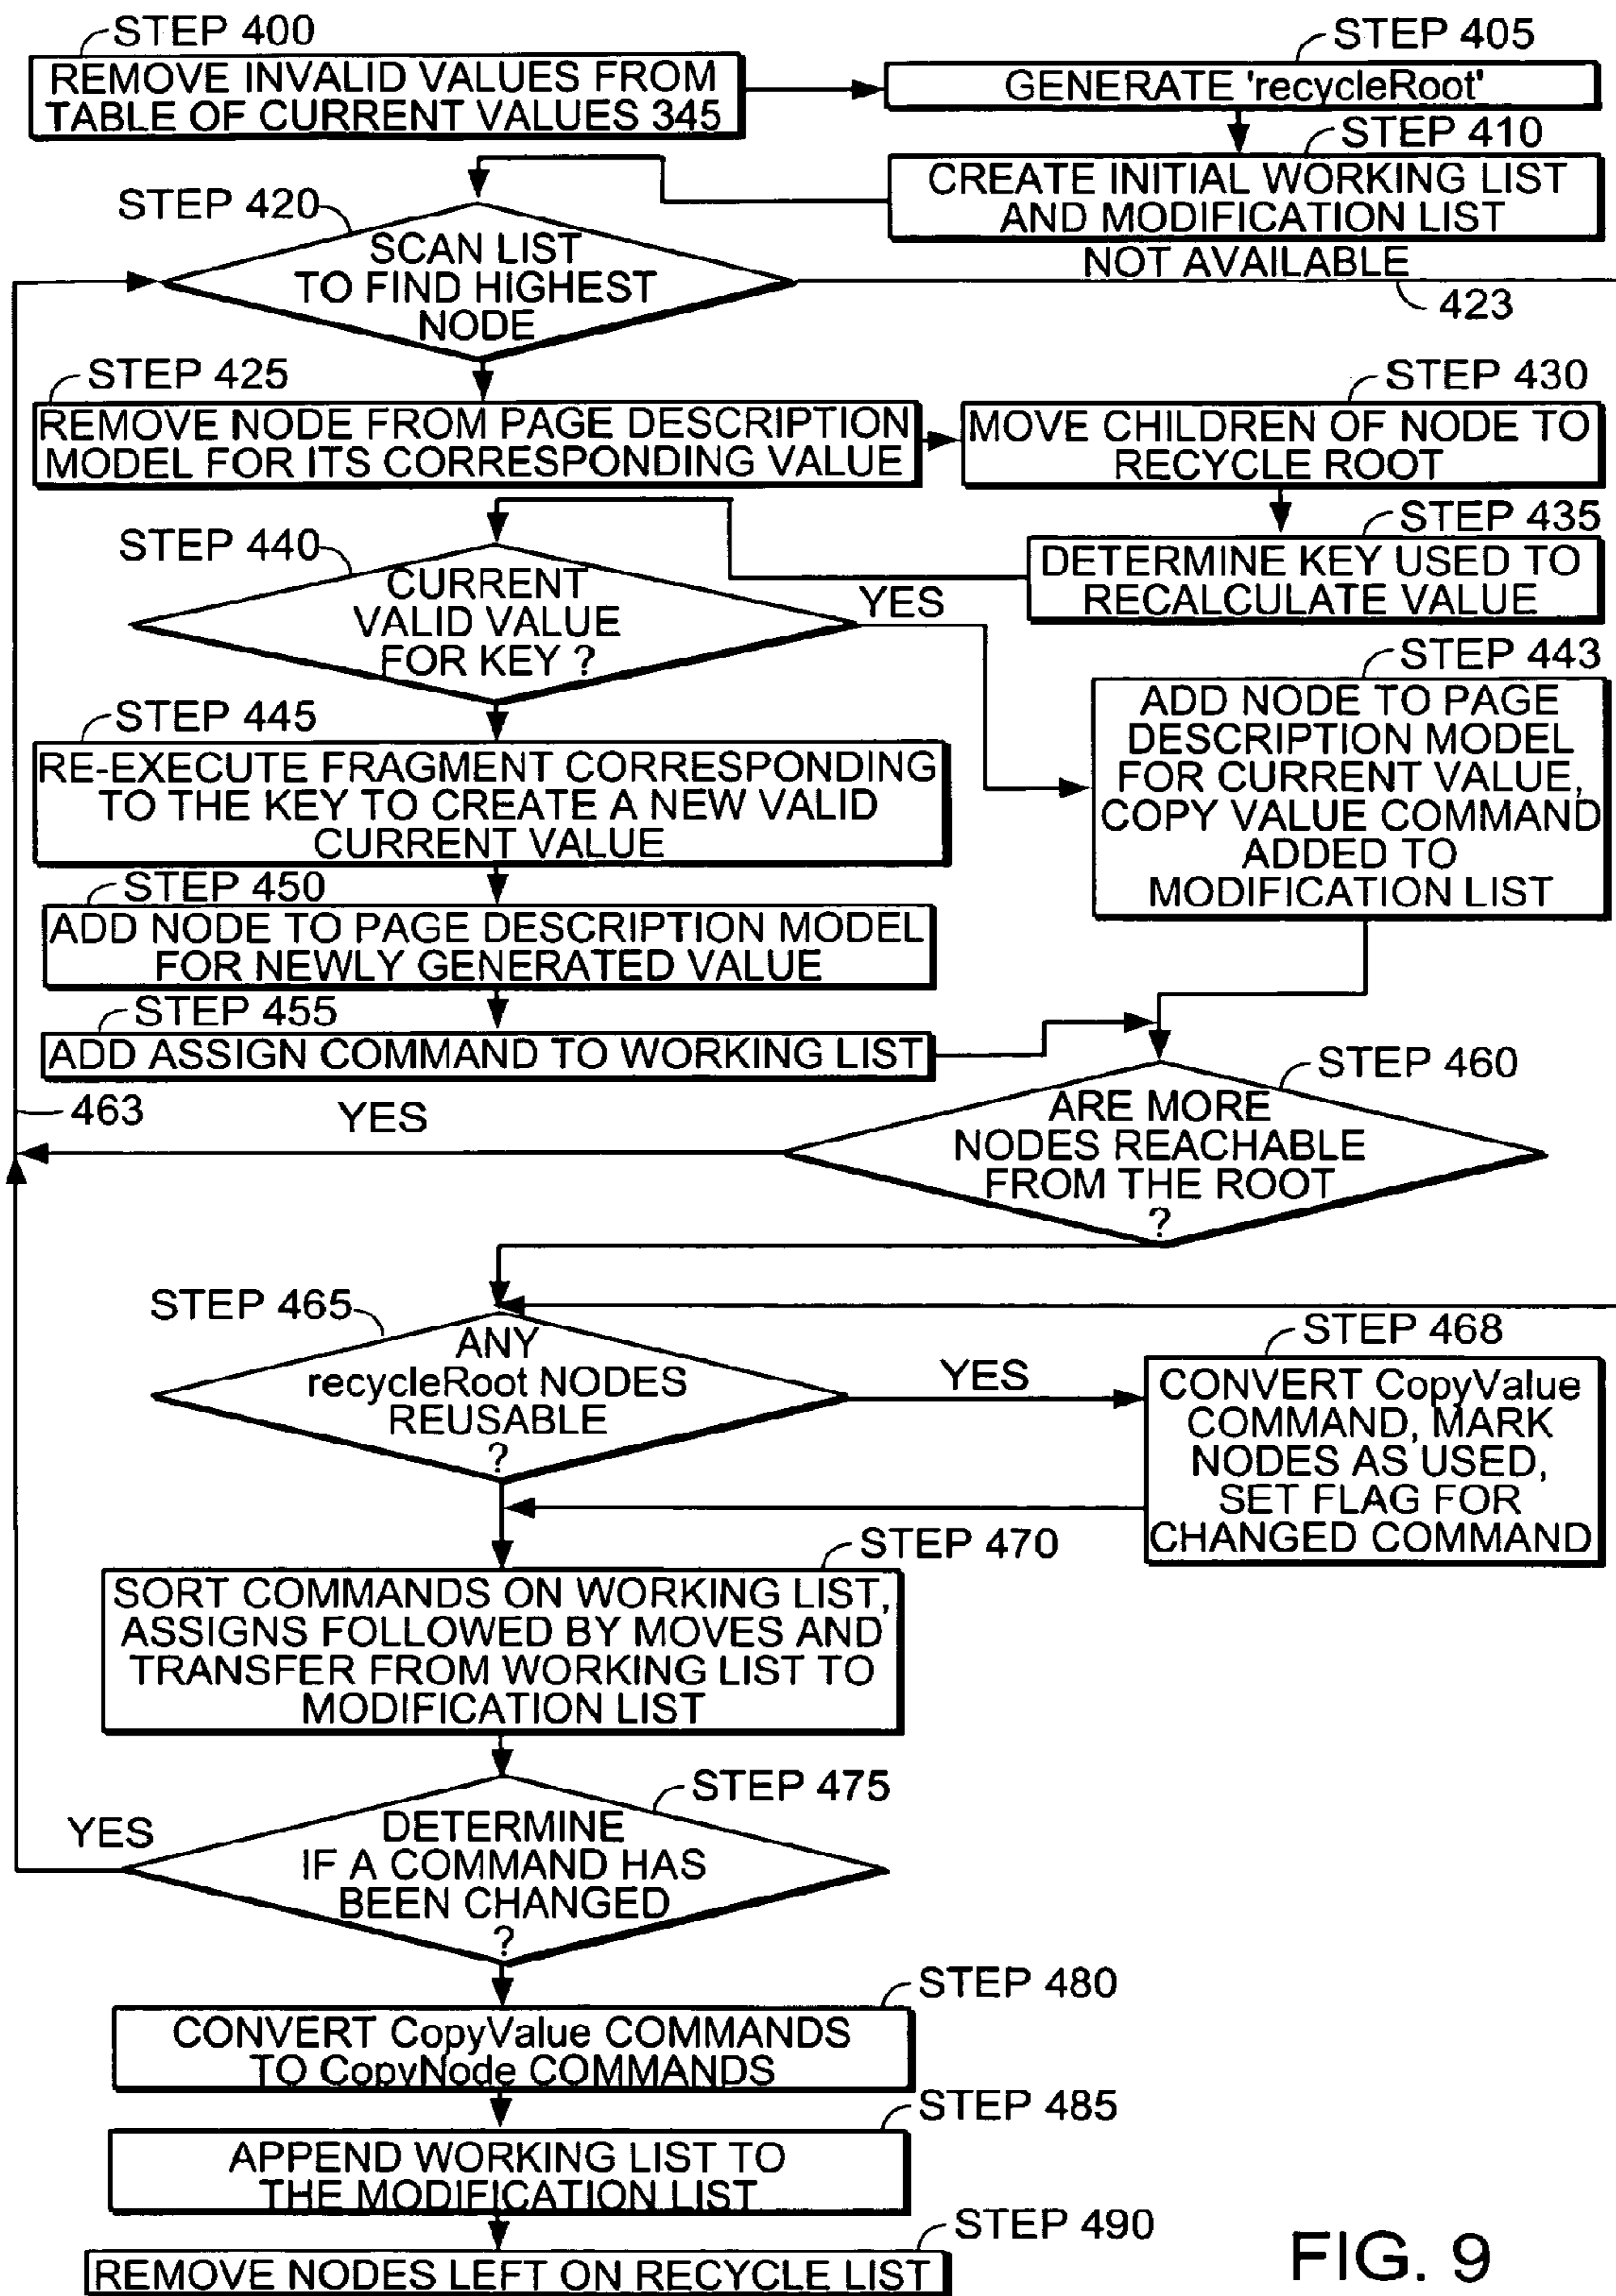 STEP 400
REMOVE INVALID VALUES FROM
TABLE OF CURRENT VALUES 345
STEP 405
GENERATE 'recycleRoot'
STEP 410
CREATE INITIAL WORKING LIST
AND MODIFICATION LIST
STEP 420
SCAN LIST
TO FIND HIGHEST
NODE
NOT AVAILABLE
423
STEP 425
REMOVE NODE FROM PAGE DESCRIPTION
MODEL FOR ITS CORRESPONDING VALUE
STEP 430
MOVE CHILDREN OF NODE TO
RECYCLE ROOT
STEP 435
DETERMINE KEY USED TO
RECALCULATE VALUE
STEP 440
CURRENT
VALID VALUE
FOR KEY ?
YES
STEP 443
ADD NODE TO PAGE
DESCRIPTION MODEL
FOR CURRENT VALUE,
COPY VALUE COMMAND
ADDED TO
MODIFICATION LIST
STEP 445
RE-EXECUTE FRAGMENT CORRESPONDING
TO THE KEY TO CREATE A NEW VALID
CURRENT VALUE
STEP 450
ADD NODE TO PAGE DESCRIPTION MODEL
FOR NEWLY GENERATED VALUE
STEP 455
ADD ASSIGN COMMAND TO WORKING LIST
STEP 460
ARE MORE
NODES REACHABLE
FROM THE ROOT
?
463
YES
STEP 465
ANY
recycleRoot NODES
REUSABLE
?
YES
STEP 468
CONVERT CopyValue
COMMAND, MARK
NODES AS USED,
SET FLAG FOR
CHANGED COMMAND
STEP 470
SORT COMMANDS ON WORKING LIST,
ASSIGNS FOLLOWED BY MOVES AND
TRANSFER FROM WORKING LIST TO
MODIFICATION LIST
STEP 475
DETERMINE
IF A COMMAND HAS
BEEN CHANGED
?
YES
STEP 480
CONVERT CopyValue COMMANDS
TO CopyNode COMMANDS
STEP 485
APPEND WORKING LIST TO
THE MODIFICATION LIST
STEP 490
REMOVE NODES LEFT ON RECYCLE LIST
FIG. 9